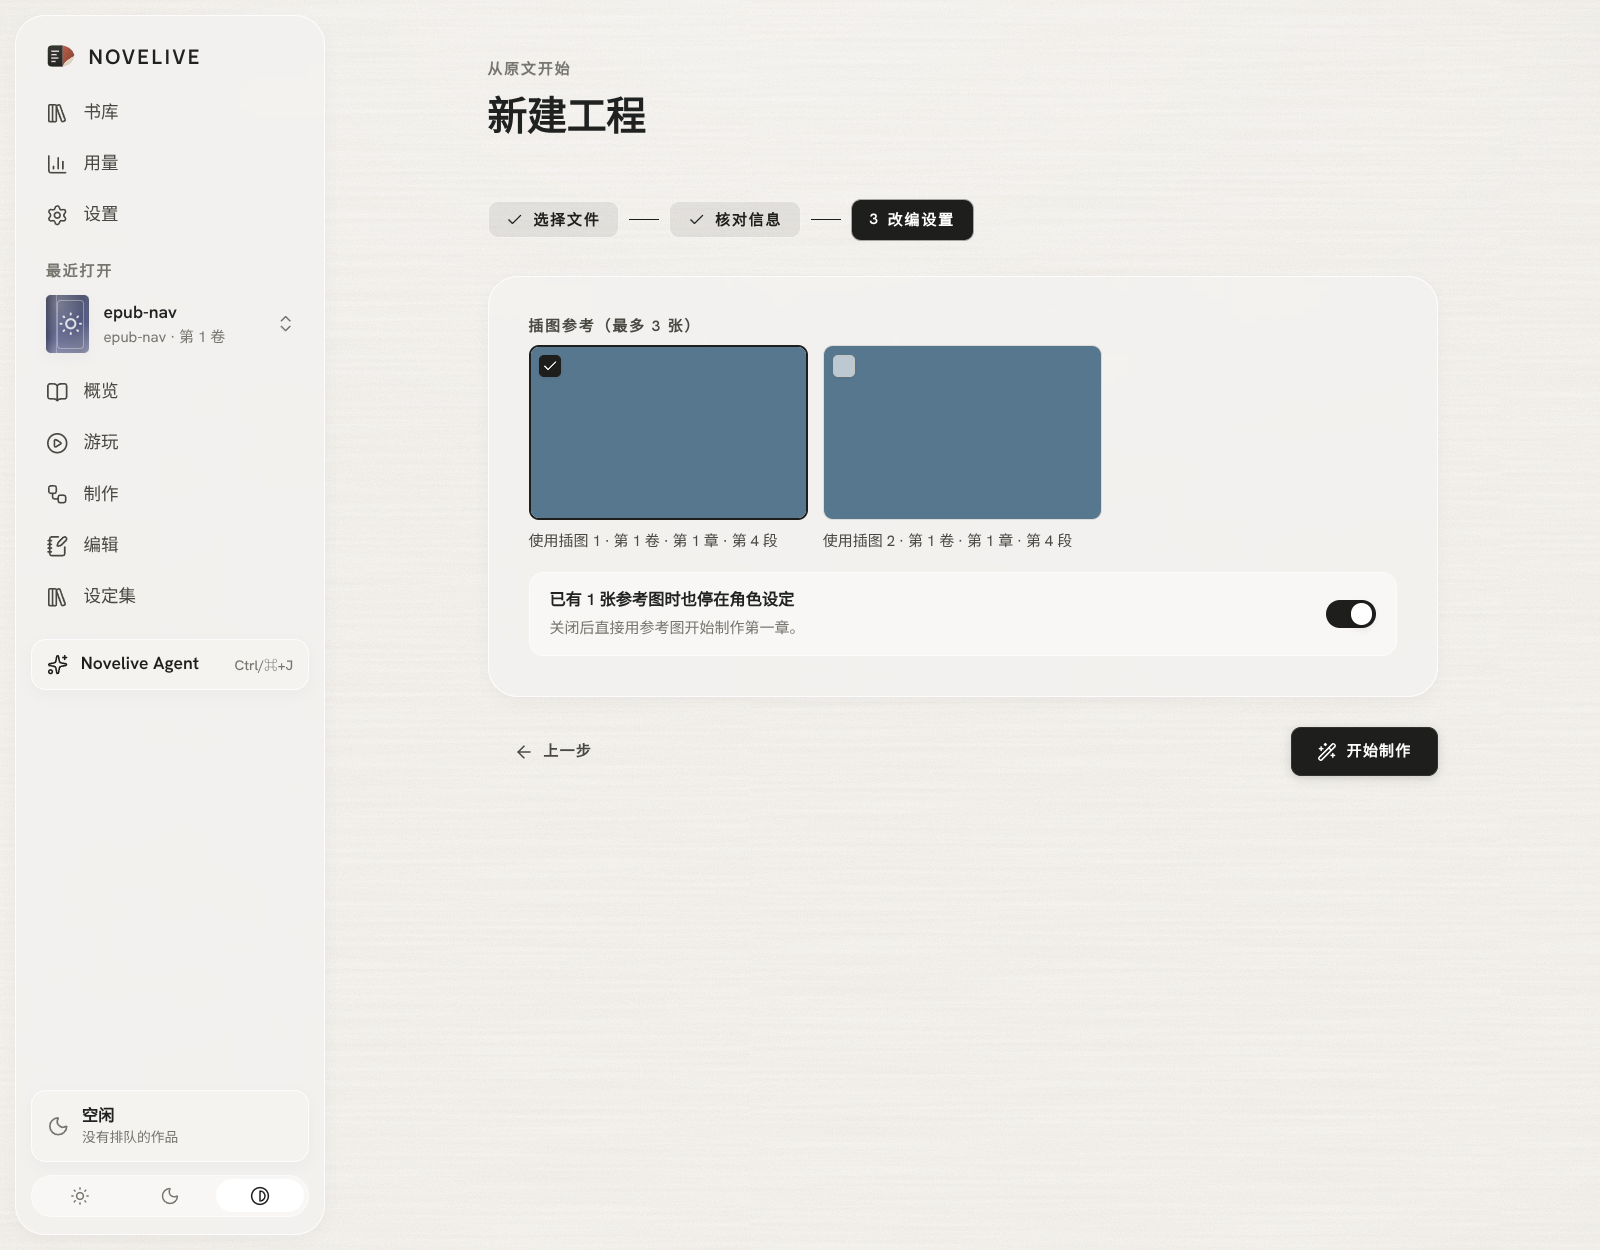 NOVELIVE
书库
用量
设置
最近打开
epub-nav
epub-nav · 第 1 卷
概览
游玩
制作
编辑
设定集
Novelive Agent
Ctrl/⌘+J
空闲
没有排队的作品
从原文开始
新建工程
选择文件
核对信息
3 改编设置
插图参考（最多 3 张）
使用插图 1 · 第 1 卷 · 第 1 章 · 第 4 段
使用插图 2 · 第 1 卷 · 第 1 章 · 第 4 段
已有 1 张参考图时也停在角色设定
关闭后直接用参考图开始制作第一章。
上一步
开始制作